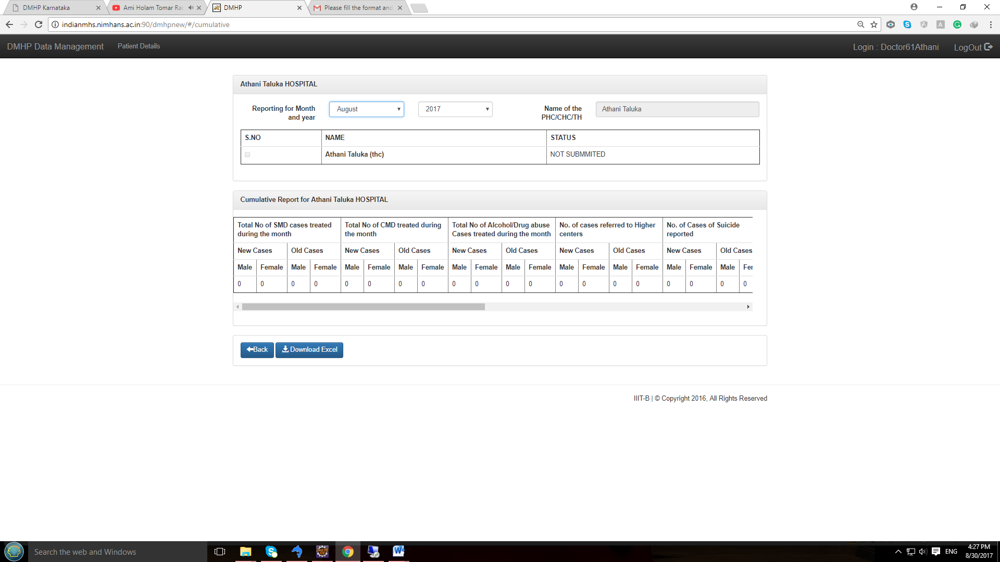 DMHP Karnataka
Ami Holam Tomar Ra
DMHP
Please fill the format and
indianmhs.nimhans.ac.in:90/dmhpnew/#/cumulative
DMHP Data Management Patient Details Login : Doctor61Athani LogOut
Athani Taluka HOSPITAL
Reporting for Month and year August 2017 Name of the PHC/CHC/TH Athani Taluka
S.NO NAME STATUS
Athani Taluka (thc) NOT SUBMMITED
Cumulative Report for Athani Taluka HOSPITAL
Total No of SMD cases treated during the month Total No of CMD treated during the month Total No of Alcohol/Drug abuse Cases treated during the month No. of cases referred to Higher centers No. of Cases of Suicide reported
New Cases Old Cases New Cases Old Cases New Cases Old Cases New Cases Old Cases New Cases Old Cases
Male Female Male Female Male Female Male Female Male Female Male Female Male Female Male Female Male Female Male Fer
0 0 0 0 0 0 0 0 0 0 0 0 0 0 0 0 0 0 0 0
Back Download Excel
IIIT-B | © Copyright 2016, All Rights Reserved
Search the web and Windows
ENG
4:27 PM
8/30/2017